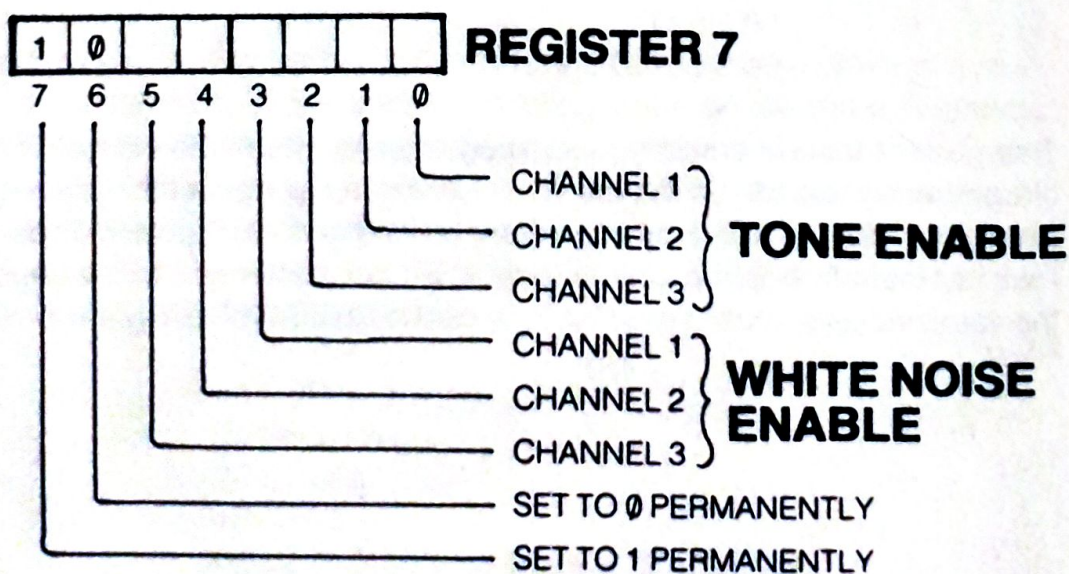 1 Ø REGISTER 7
7 6 5 4 3 2 1 Ø
CHANNEL 1
CHANNEL 2
CHANNEL 3
TONE ENABLE
CHANNEL 1
CHANNEL 2
CHANNEL 3
WHITE NOISE
ENABLE
SET TO Ø PERMANENTLY
SET TO 1 PERMANENTLY